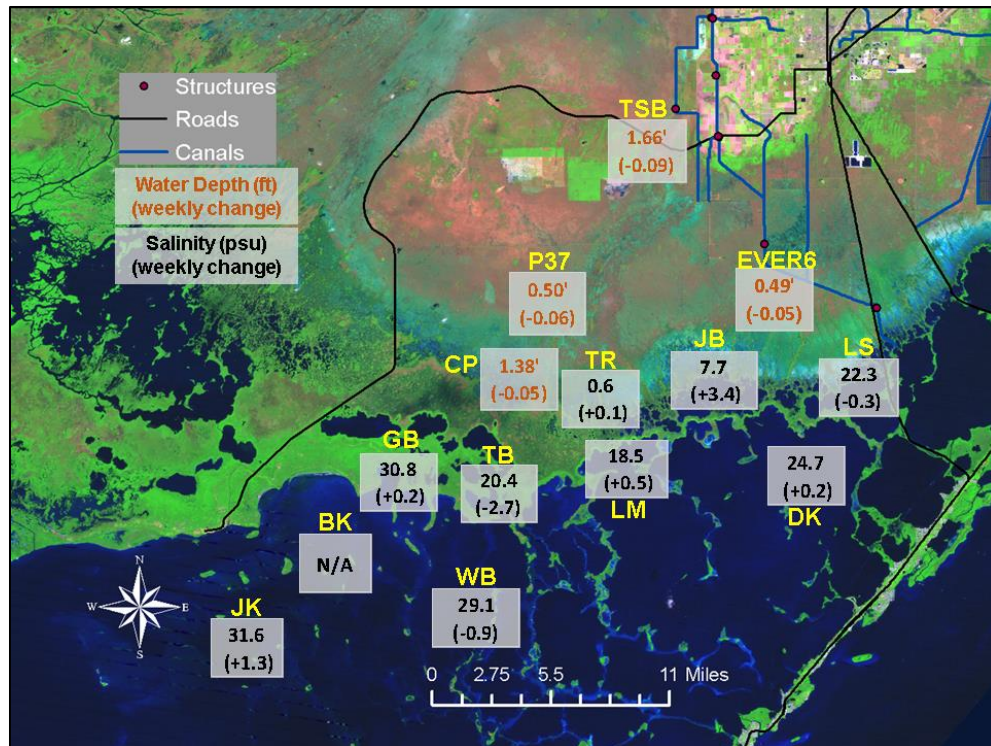 Structures
Roads
Canals
Water Depth (ft)
(weekly change)
Salinity (psu)
(weekly change)
TSB
1.66'
(-0.09)
P37
0.50'
(-0.06)
EVER6
0.49'
(-0.05)
CP
1.38'
(-0.05)
TR
0.6
(+0.1)
JB
7.7
(+3.4)
LS
22.3
(-0.3)
GB
30.8
(+0.2)
TB
20.4
(-2.7)
18.5
(+0.5)
LM
24.7
(+0.2)
DK
BK
N/A
WB
29.1
(-0.9)
JK
31.6
(+1.3)
N
W E
S
0 2.75 5.5 11 Miles